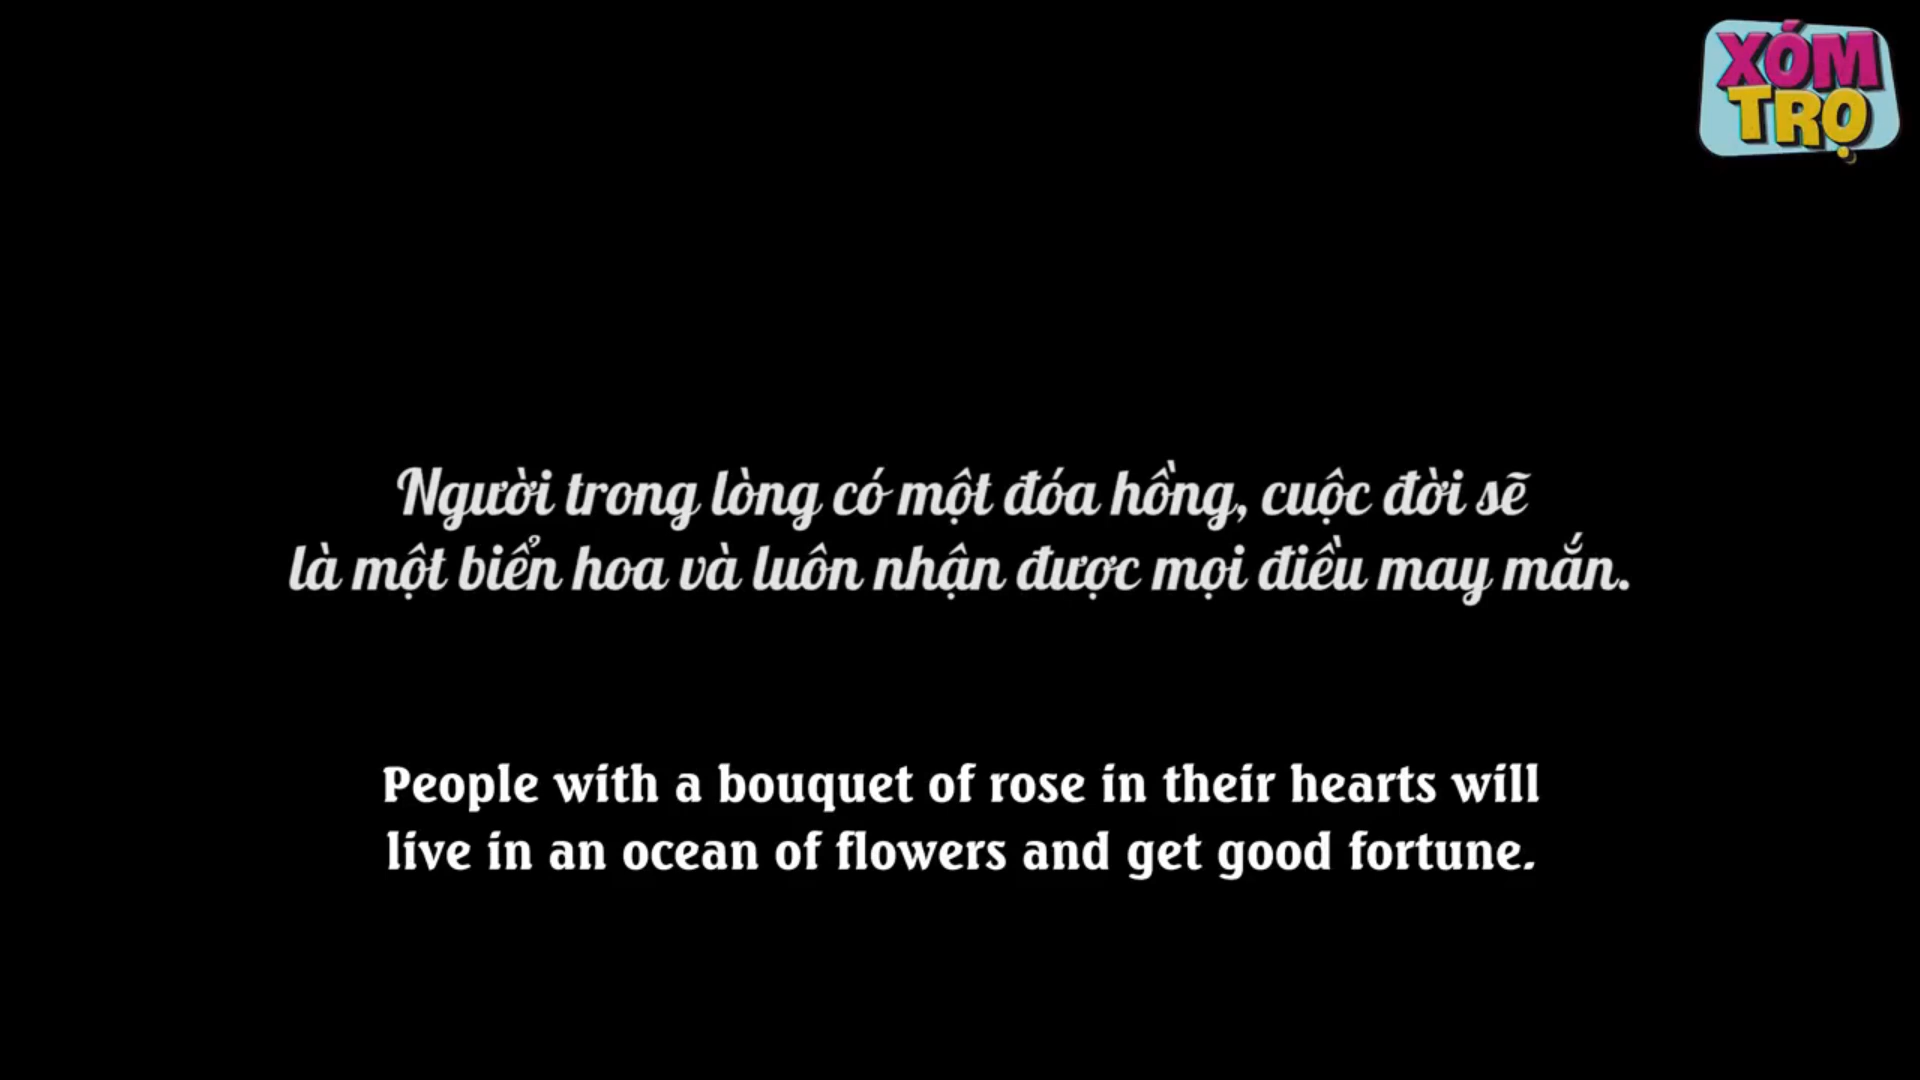 XÓM
TRỌ
Người trong lòng có một đóa hồng, cuộc đời sẽ
là một biển hoa và luôn nhận được mọi điều may mắn.
People with a bouquet of rose in their hearts will
live in an ocean of flowers and get good fortune.